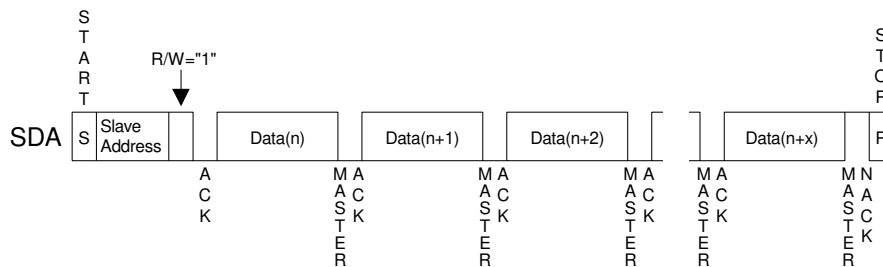 START
R/W="1"
STOP
SDA
S
Slave
Address
Data(n)
Data(n+1)
Data(n+2)
Data(n+x)
P
ACK
MASTER
ACK
MASTER
ACK
MASTER
ACK
MASTER
ACK
MASTER
NACK